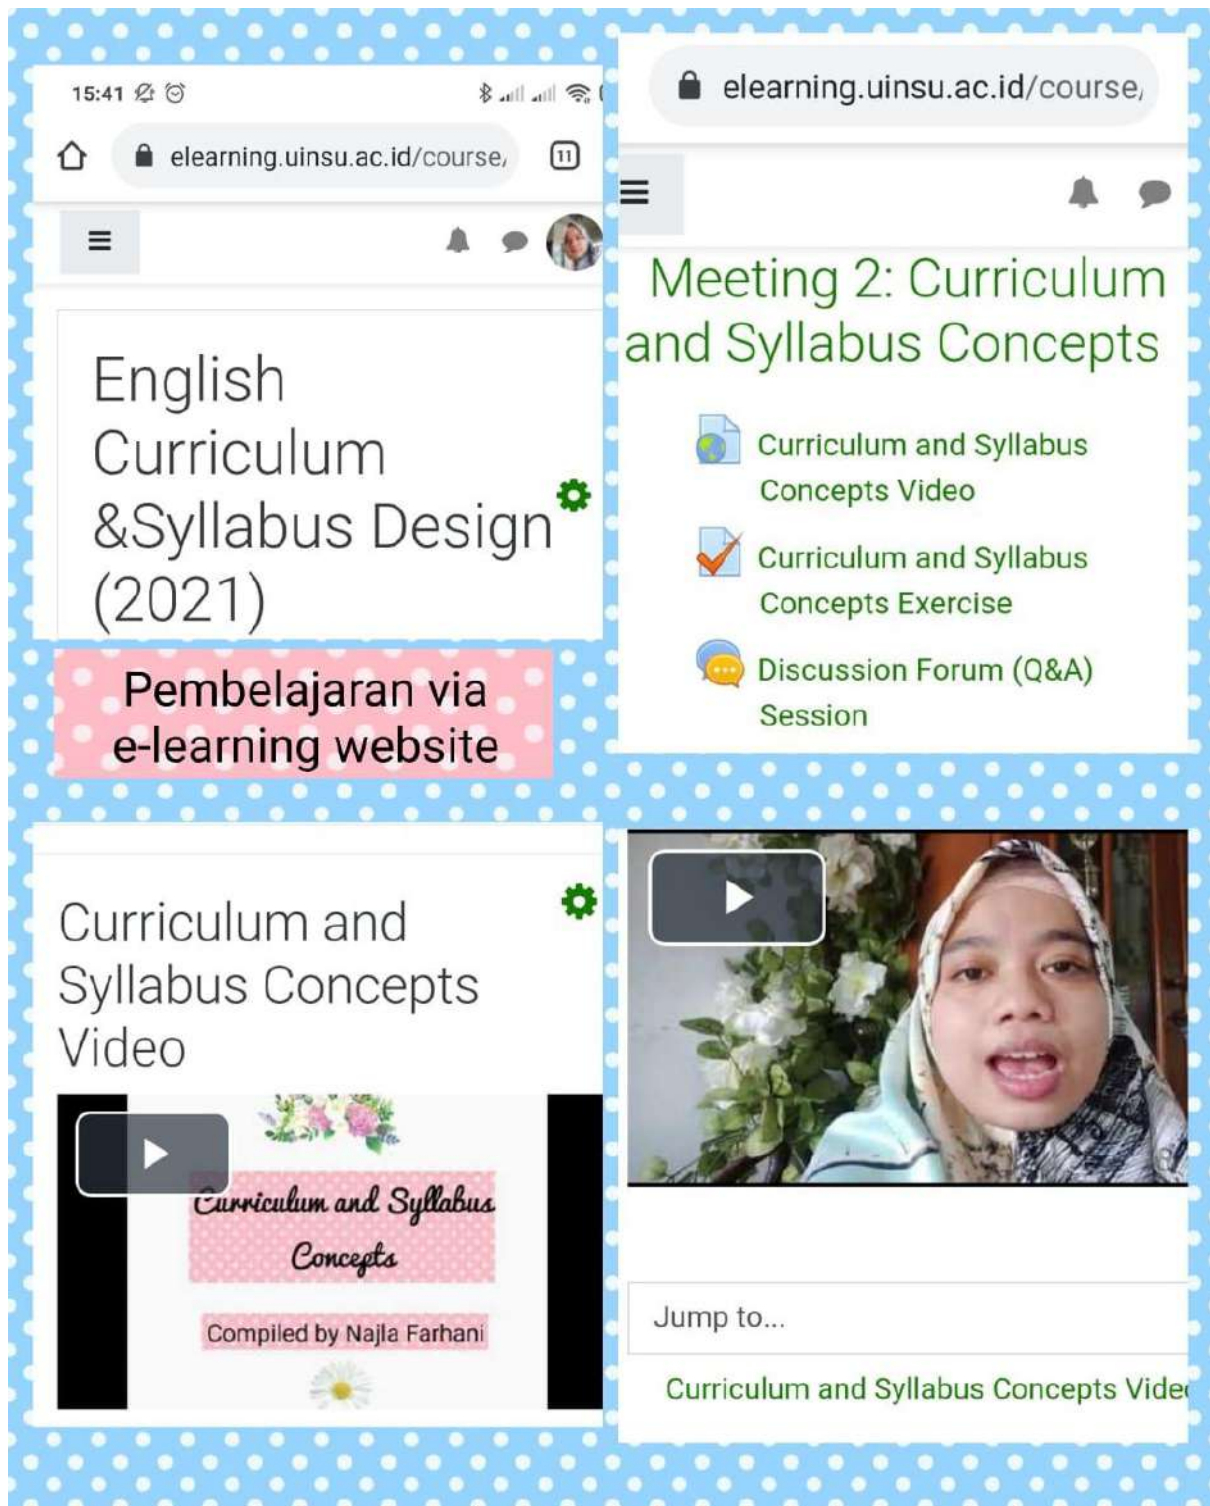 15:41
elearning.uinsu.ac.id/course/
11
English
Curriculum
&Syllabus Design
(2021)
Pembelajaran via
e-learning website
elearning.uinsu.ac.id/course/
Meeting 2: Curriculum
and Syllabus Concepts
Curriculum and Syllabus
Concepts Video
Curriculum and Syllabus
Concepts Exercise
Discussion Forum (Q&A)
Session
Curriculum and
Syllabus Concepts
Video
Curriculum and Syllabus
Concepts
Compiled by Najla Farhani
Jump to...
Curriculum and Syllabus Concepts Video